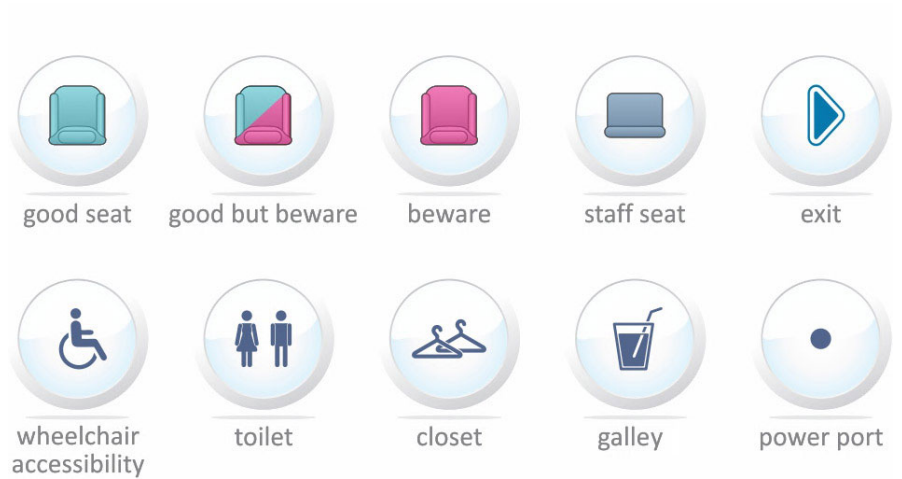 good seat
good but beware
beware
staff seat
exit
wheelchair
accessibility
toilet
closet
galley
power port